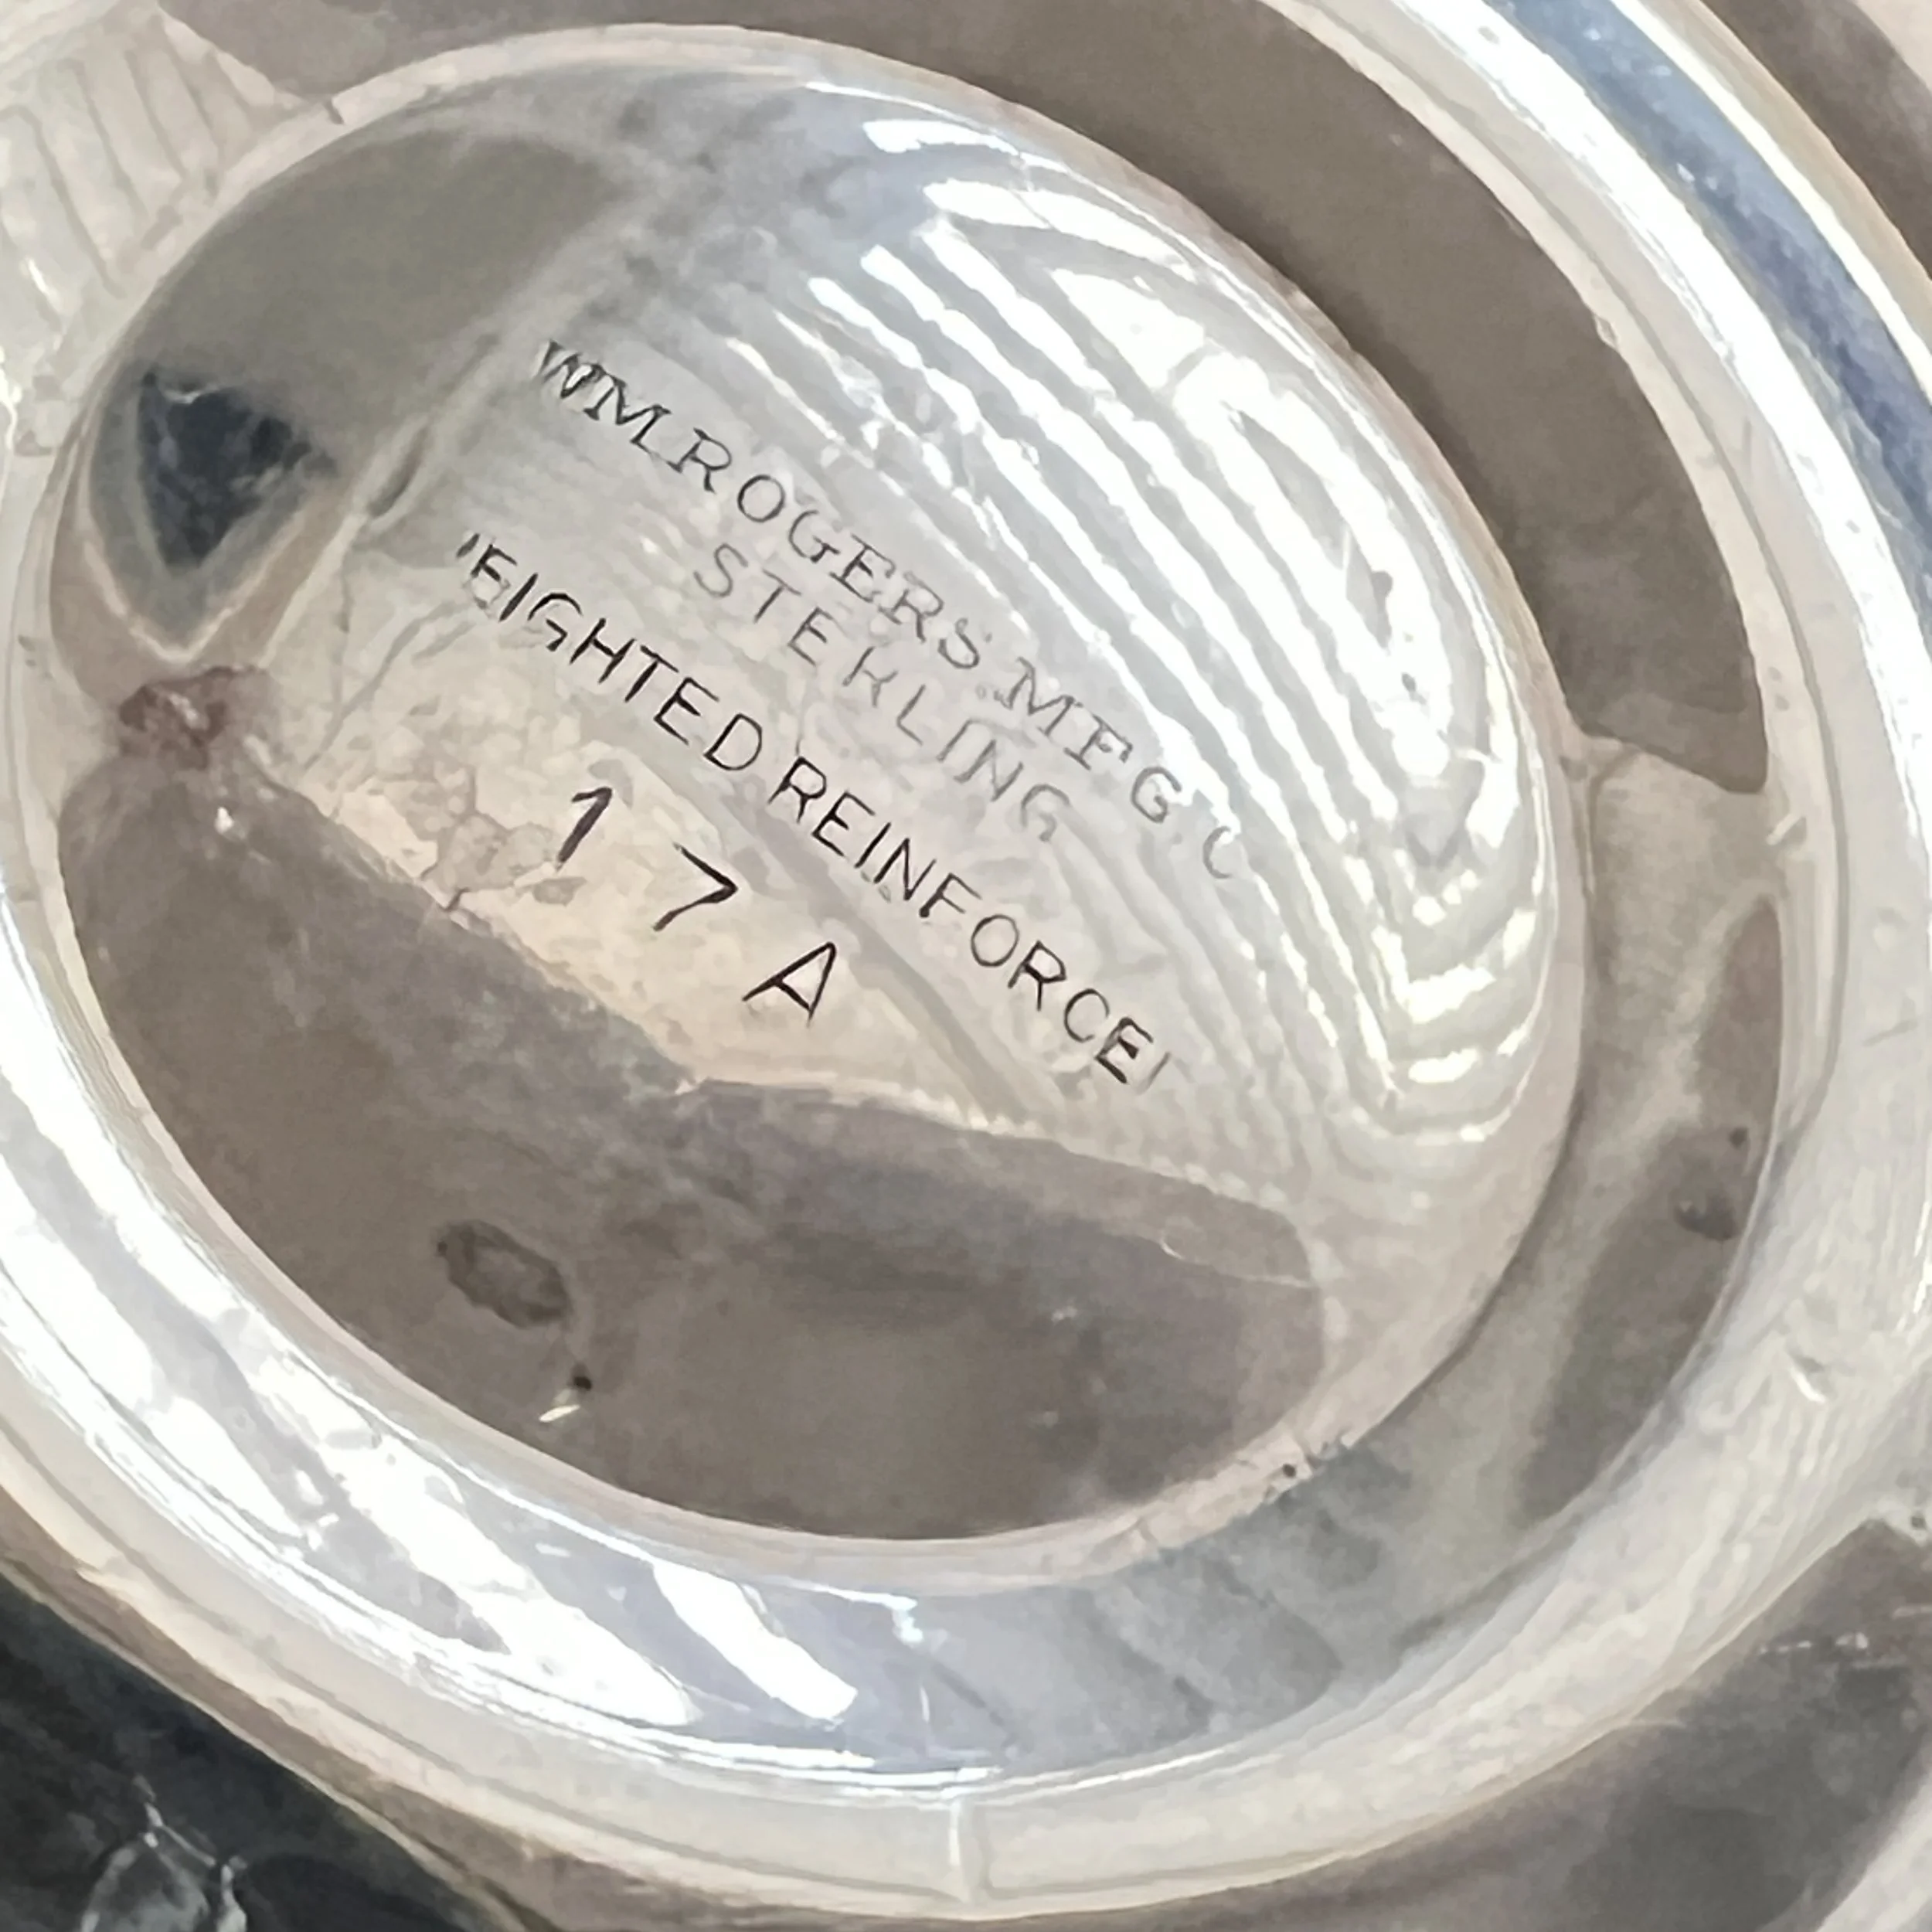 WM ROGERS MFG C
STERLING
EIGHTED REINFORCE
17A